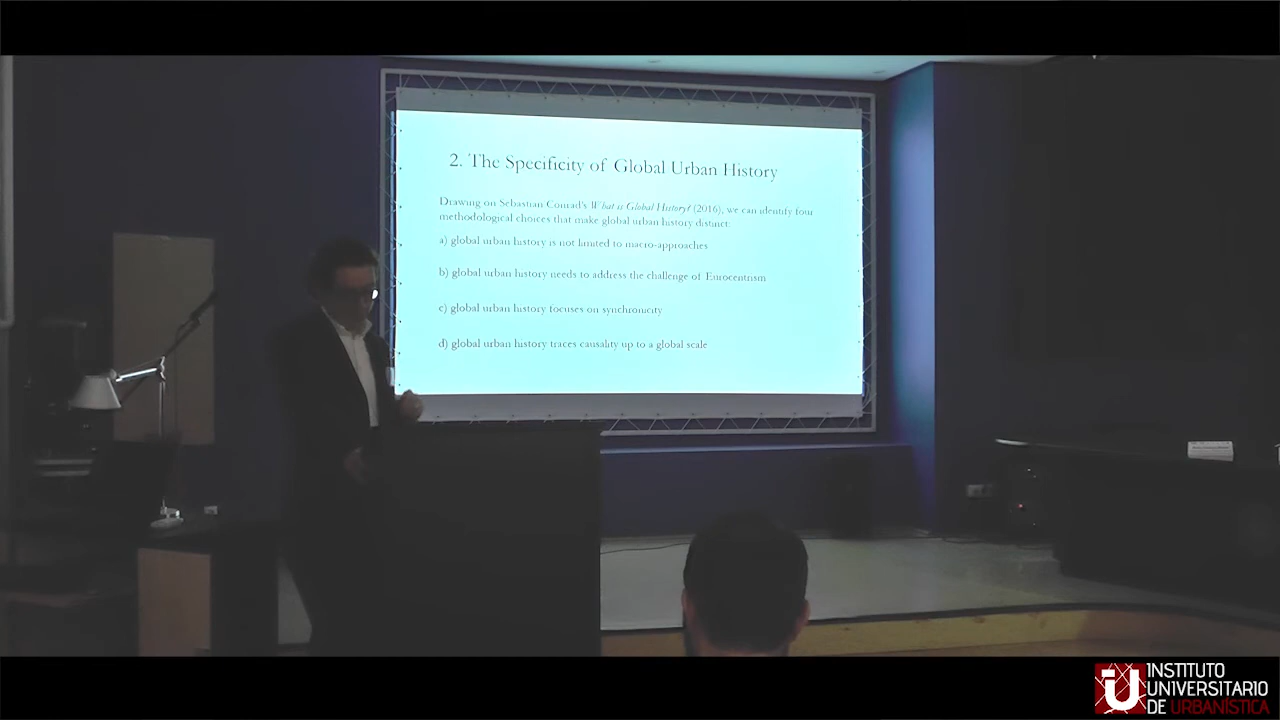 2. The Specificity of Global Urban History
Drawing on Sebastian Conrad's What is Global History? (2016), we can identify four
methodological choices that make global urban history distinct:
a) global urban history is not limited to macro-approaches
b) global urban history needs to address the challenge of Eurocentrism
c) global urban history focuses on synchronicity
d) global urban history traces causality up to a global scale
INSTITUTO
UNIVERSITARIO
DE URBANÍSTICA